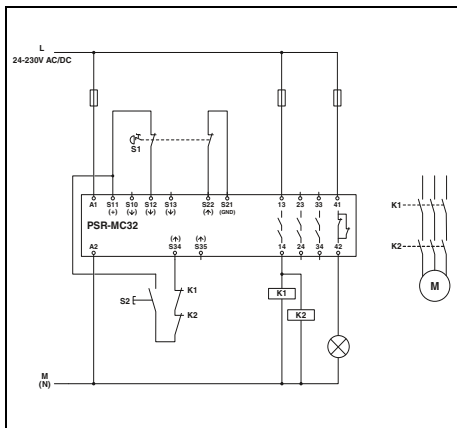 L
24-230V AC/DC
S1
A1 S11 S10 S12 S13 S22 S21 13 23 33 41
(+) (↓) (↓) (↓) (↑) (GND)
PSR-MC32
(↑) (↑)
A2 S34 S35 14 24 34 42
K1
K2
S2
K1
K2
M
(N)
K1
K2
M